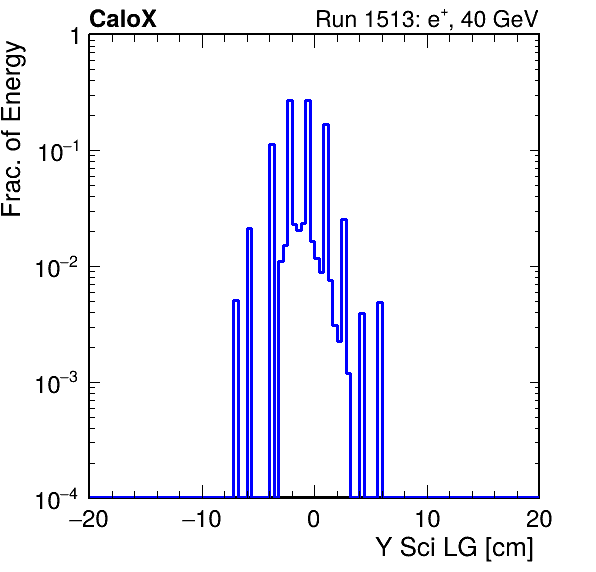 CaloX Run 1513: e⁺, 40 GeV
Frac. of Energy
1
10⁻¹
10⁻²
10⁻³
10⁻⁴
−20 −10 0 10 20
Y Sci LG [cm]